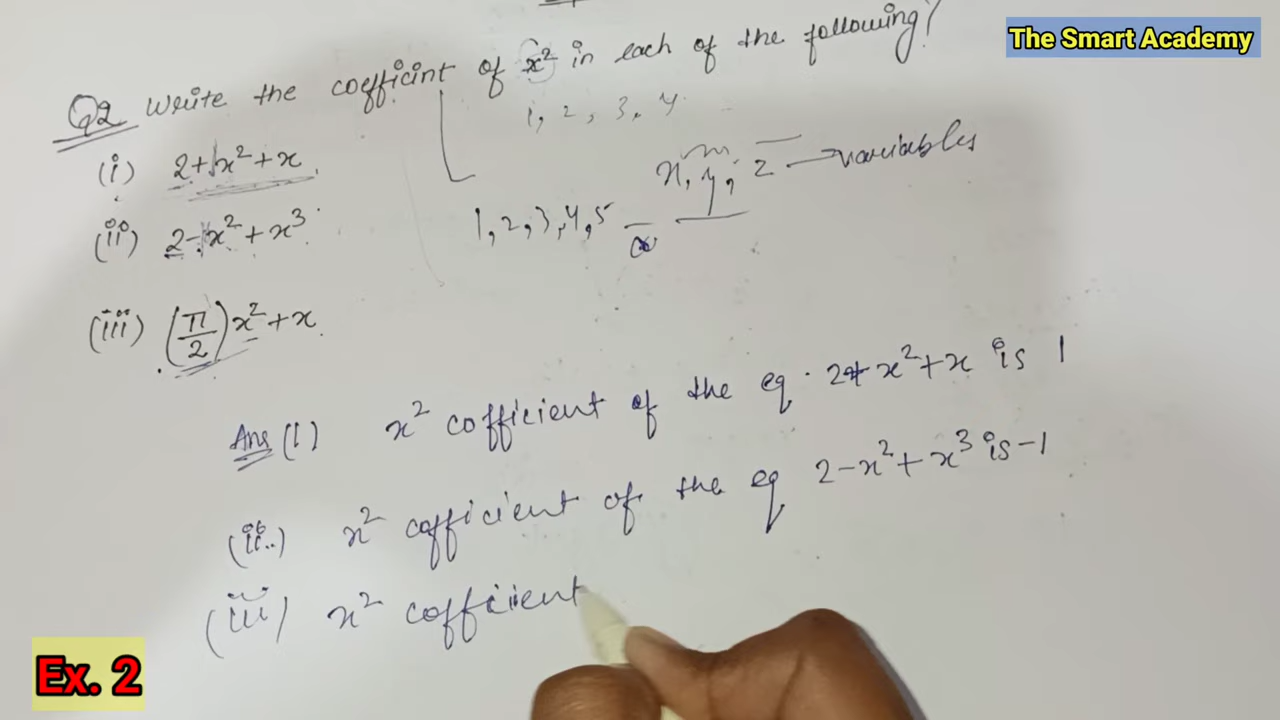 The Smart Academy
Q2 Write the cofficint of x² in each of the following?
1, 2, 3, 4
(i) 2+1x²+x
x, y, z → variables
(ii) 2-1x²+x³
1, 2, 3, 4, 5 — ∞
(iii) (π/2)x²+x
Ans (i) x² cofficient of the eq. 2+x²+x is 1
(ii..) x² cofficient of the eq 2-x²+x³ is -1
(iii) x² cofficient
Ex. 2